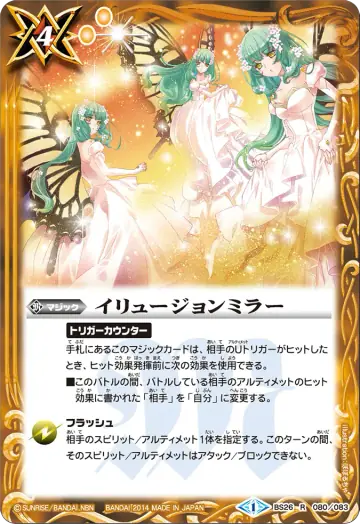 4
マジック
イリュージョンミラー
トリガーカウンター
手札にあるこのマジックカードは、相手のUトリガーがヒットしたとき、ヒット効果発揮前に次の効果を使用できる。
■このバトルの間、バトルしている相手のアルティメットのヒット効果に書かれた「相手」を「自分」に変更する。
フラッシュ
相手のスピリット/アルティメット1体を指定する。このターンの間、そのスピリット/アルティメットはアタック/ブロックできない。
©SUNRISE/BANDAI,NBN BANDAI 2014 MADE IN JAPAN
1 BS26 - R 080/083